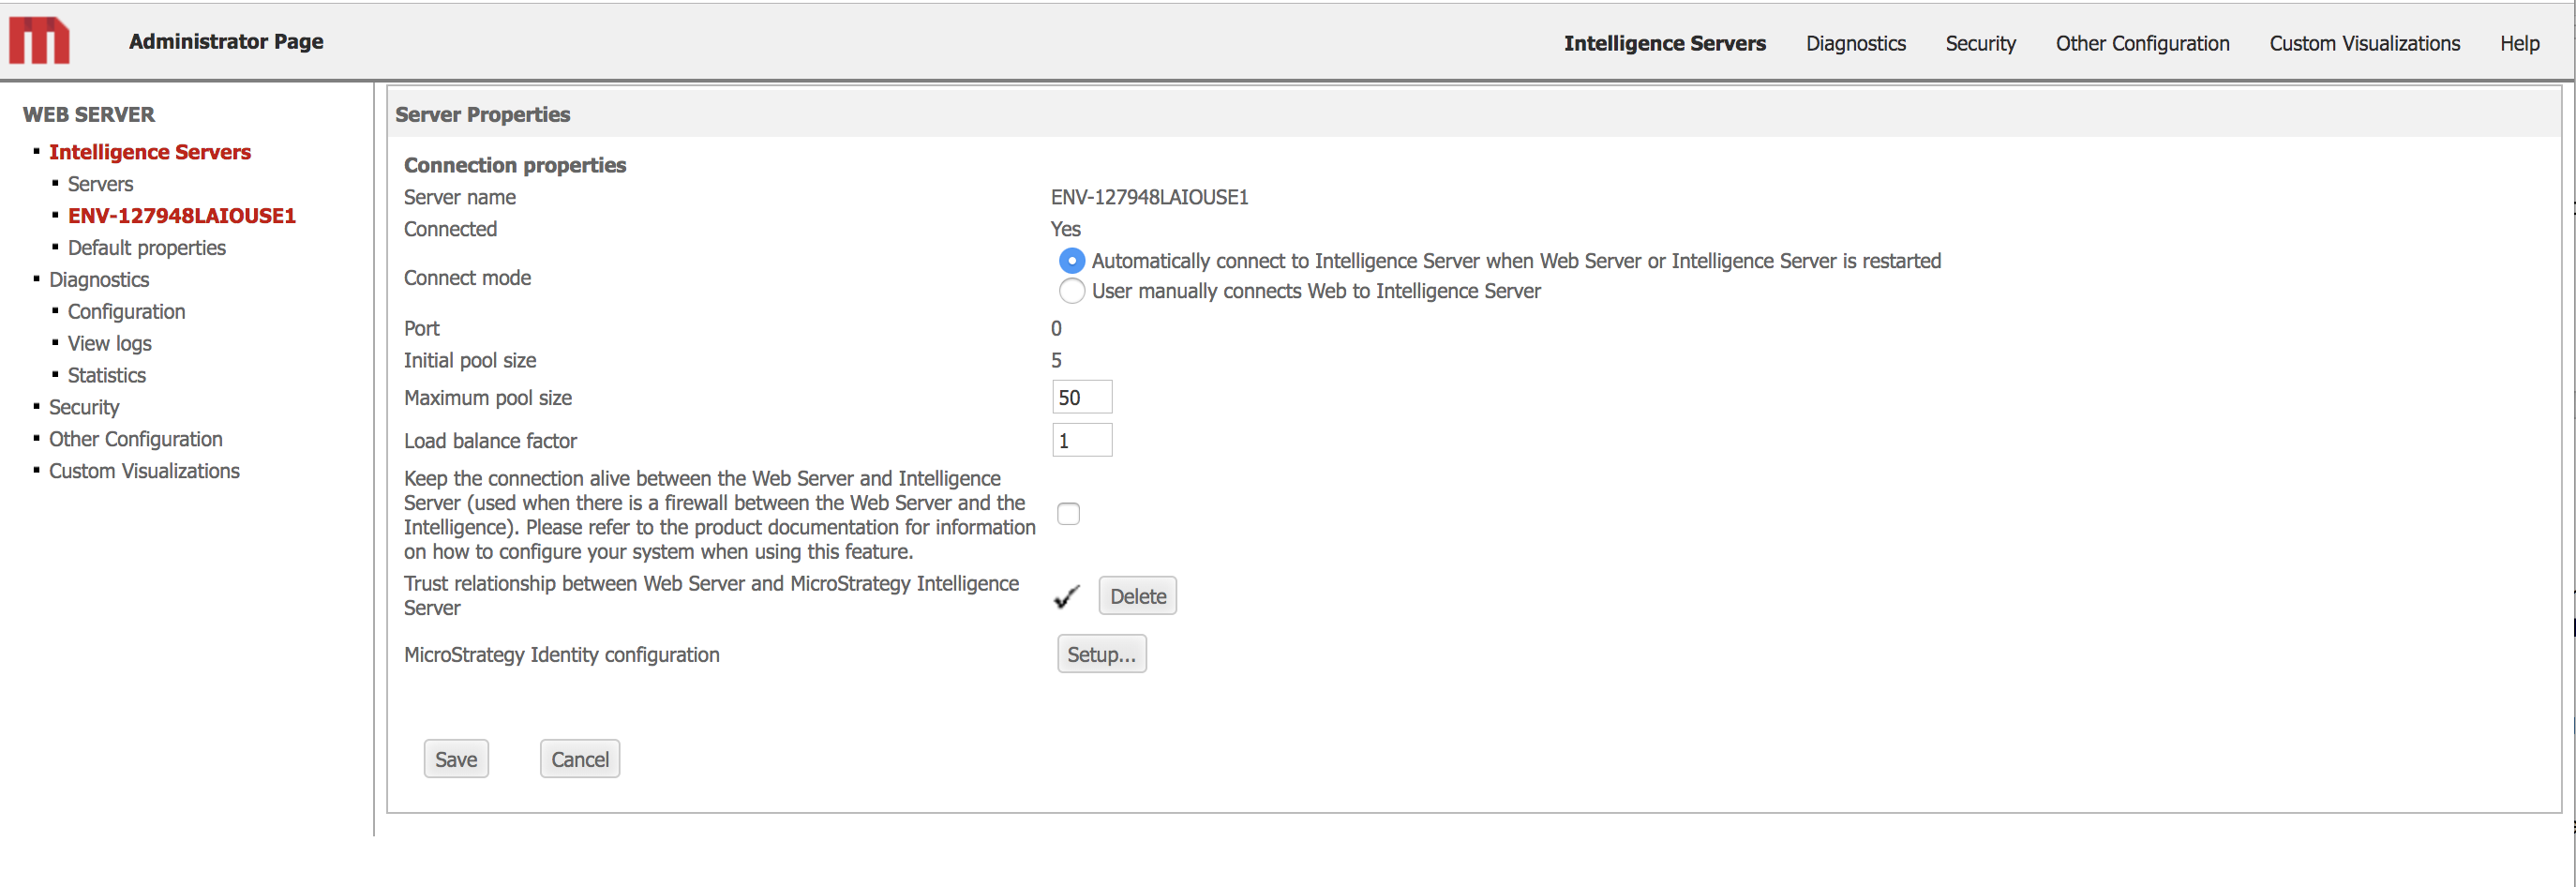 Administrator Page
Intelligence Servers
Diagnostics
Security
Other Configuration
Custom Visualizations
Help
WEB SERVER
Intelligence Servers
Servers
ENV-127948LAIOUSE1
Default properties
Diagnostics
Configuration
View logs
Statistics
Security
Other Configuration
Custom Visualizations
Server Properties
Connection properties
Server name
ENV-127948LAIOUSE1
Connected
Yes
Connect mode
Automatically connect to Intelligence Server when Web Server or Intelligence Server is restarted
User manually connects Web to Intelligence Server
Port
0
Initial pool size
5
Maximum pool size
50
Load balance factor
1
Keep the connection alive between the Web Server and Intelligence
Server (used when there is a firewall between the Web Server and the
Intelligence). Please refer to the product documentation for information
on how to configure your system when using this feature.
Trust relationship between Web Server and MicroStrategy Intelligence
Server
Delete
MicroStrategy Identity configuration
Setup...
Save
Cancel